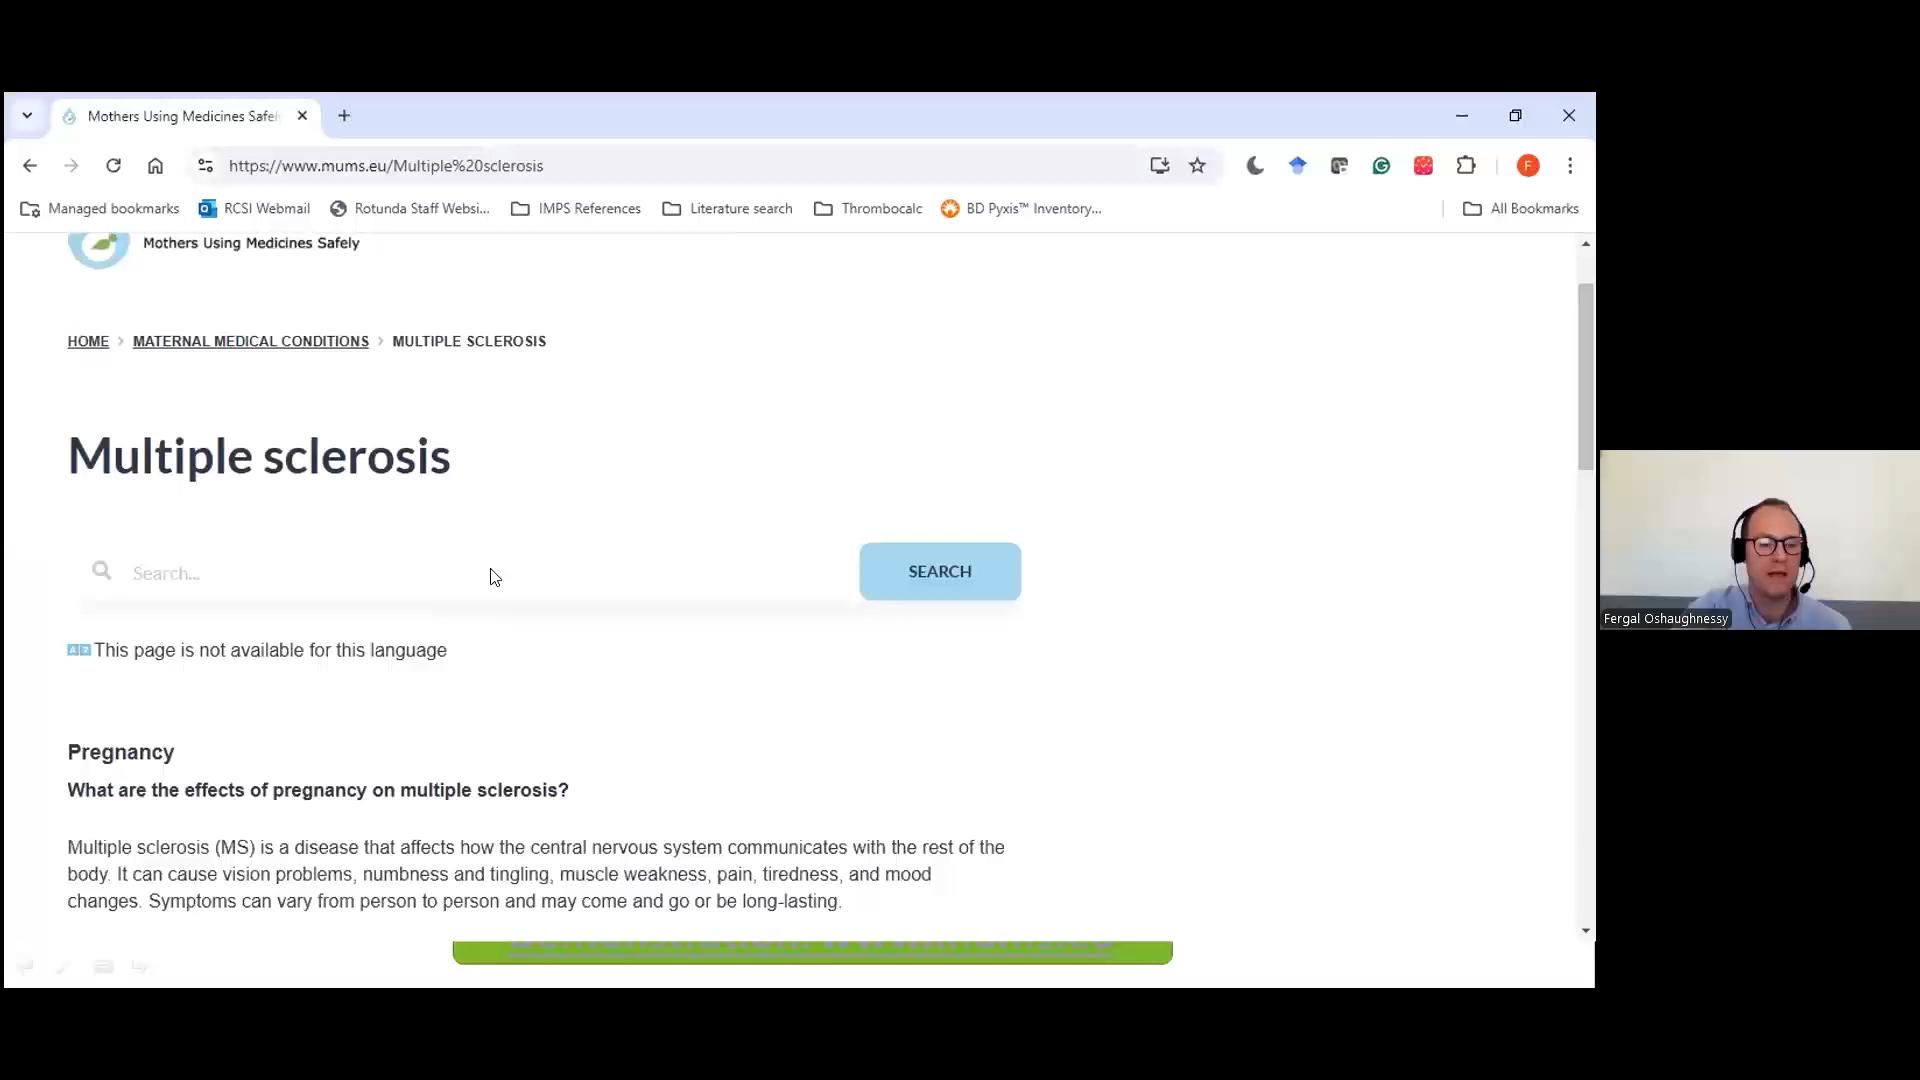 Mothers Using Medicines Safel
https://www.mums.eu/Multiple%20sclerosis
F
Managed bookmarks
RCSI Webmail
Rotunda Staff Websi...
IMPS References
Literature search
Thrombocalc
BD Pyxis™ Inventory...
All Bookmarks
Mothers Using Medicines Safely
HOME > MATERNAL MEDICAL CONDITIONS > MULTIPLE SCLEROSIS
Multiple sclerosis
Search...
SEARCH
This page is not available for this language
Pregnancy
What are the effects of pregnancy on multiple sclerosis?
Multiple sclerosis (MS) is a disease that affects how the central nervous system communicates with the rest of the
body. It can cause vision problems, numbness and tingling, muscle weakness, pain, tiredness, and mood
changes. Symptoms can vary from person to person and may come and go or be long-lasting.
Fergal Oshaughnessy